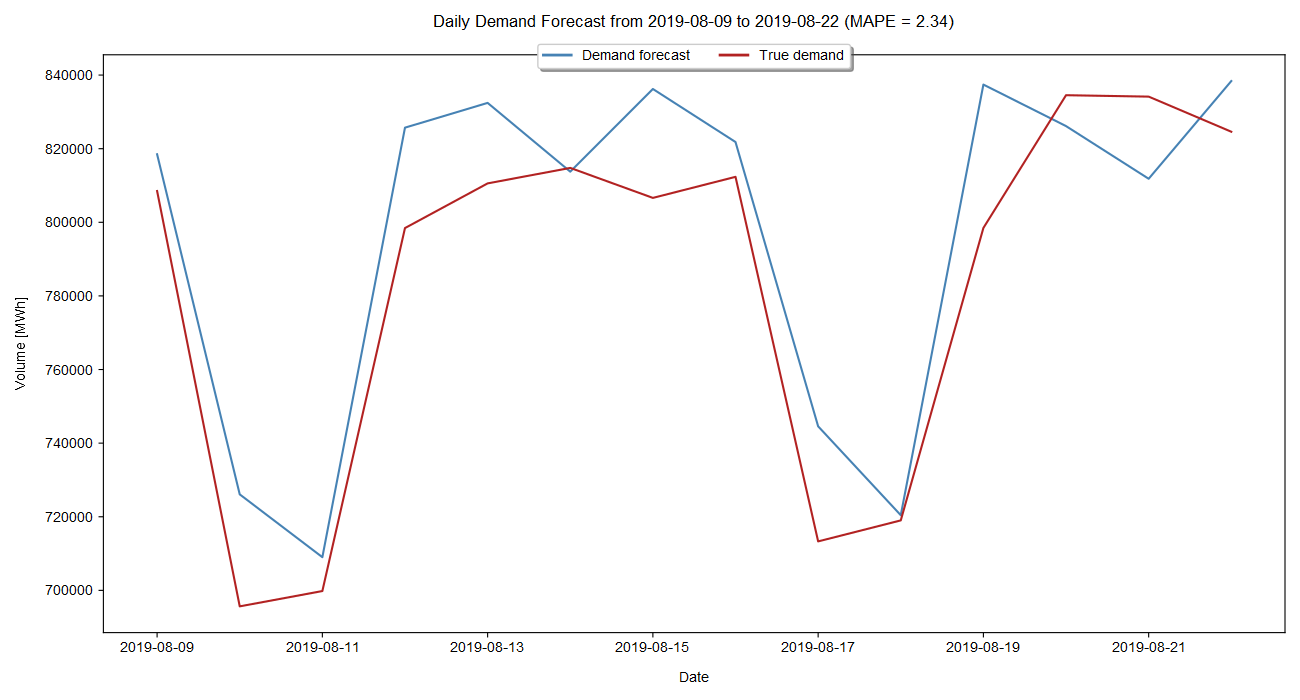 Daily Demand Forecast from 2019-08-09 to 2019-08-22 (MAPE = 2.34)
Demand forecast True demand
840000
820000
800000
780000
760000
740000
720000
700000
Volume [MWh]
2019-08-09 2019-08-11 2019-08-13 2019-08-15 2019-08-17 2019-08-19 2019-08-21
Date